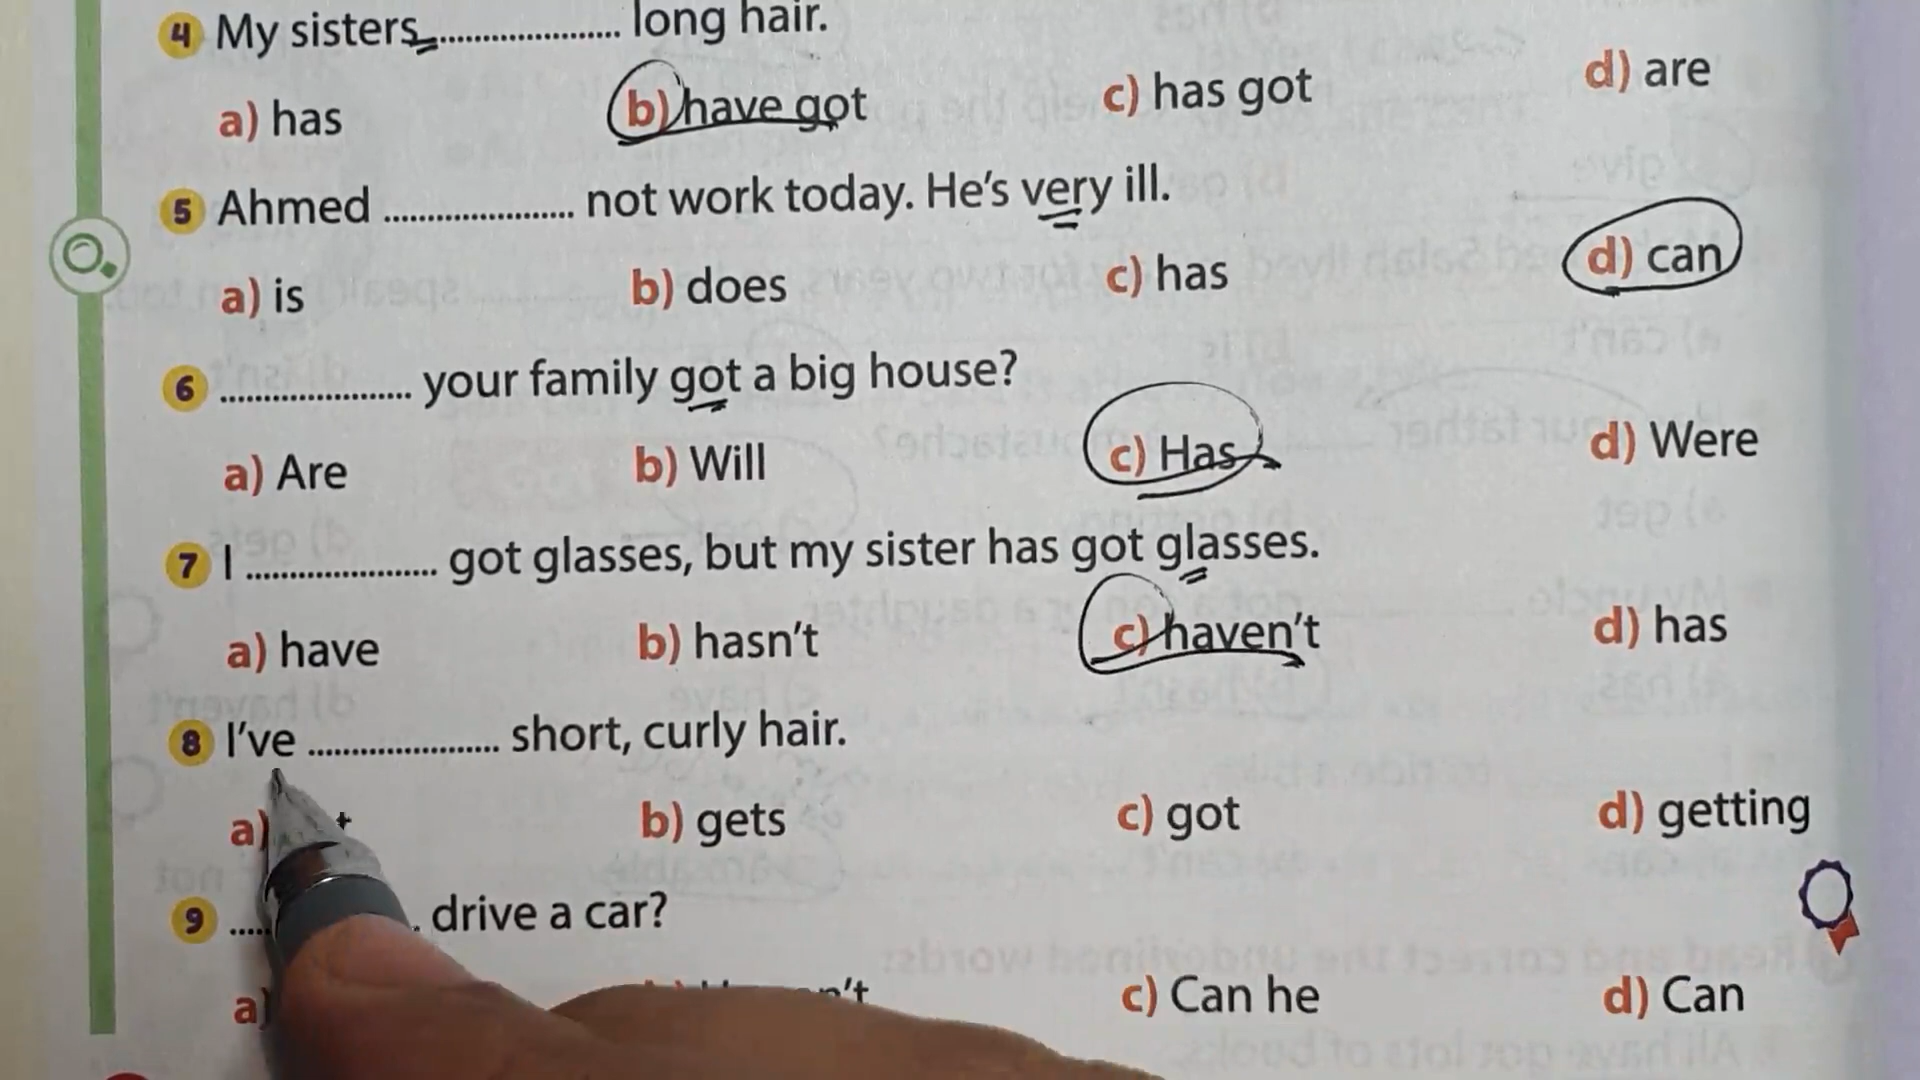 4 My sisters ..................... long hair.
a) has b) have got c) has got d) are
5 Ahmed ...................... not work today. He's very ill.
a) is b) does c) has d) can
6 ...................... your family got a big house?
a) Are b) Will c) Has d) Were
7 I ...................... got glasses, but my sister has got glasses.
a) have b) hasn't c) haven't d) has
8 I've ...................... short, curly hair.
a) b) gets c) got d) getting
9 ..... drive a car?
a) c) Can he d) Can